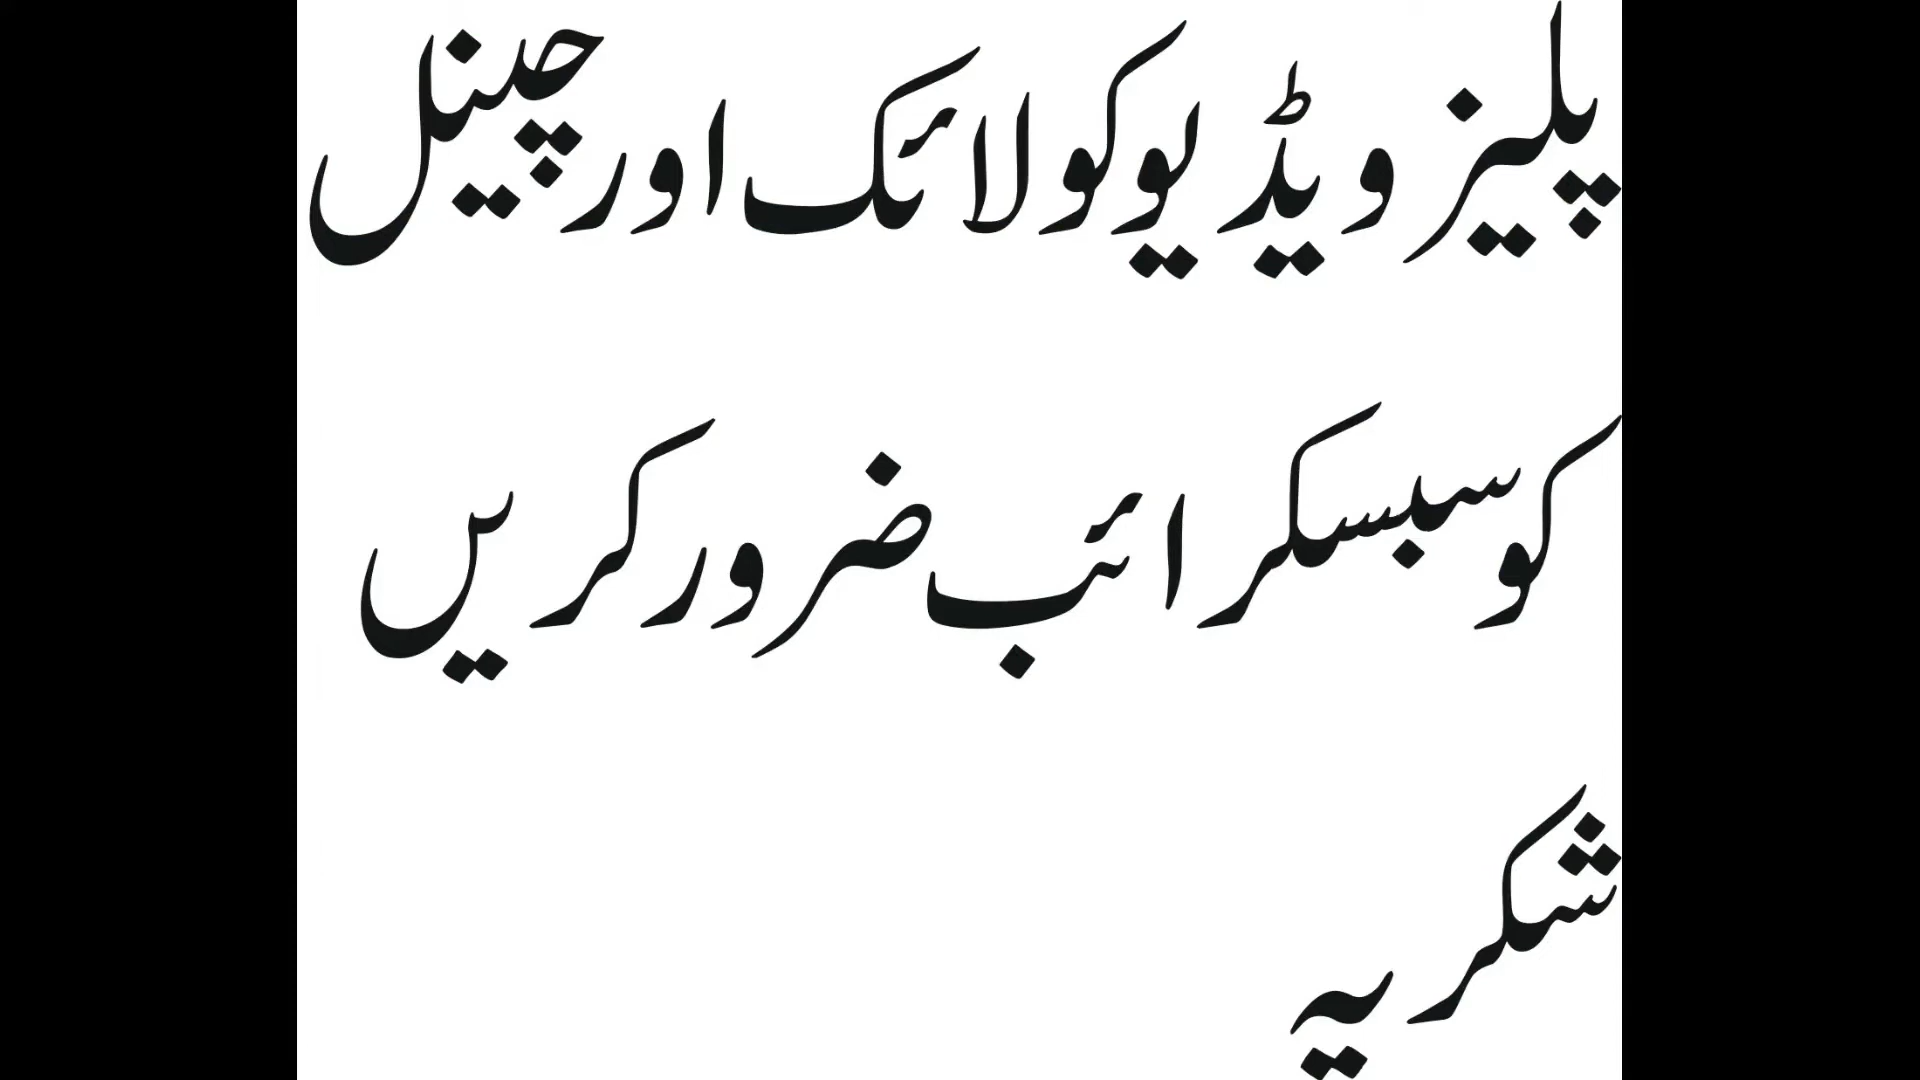 پلیز ویڈیو کو لائک اور چینل
کو سبسکرائب ضرور کریں
شکریہ